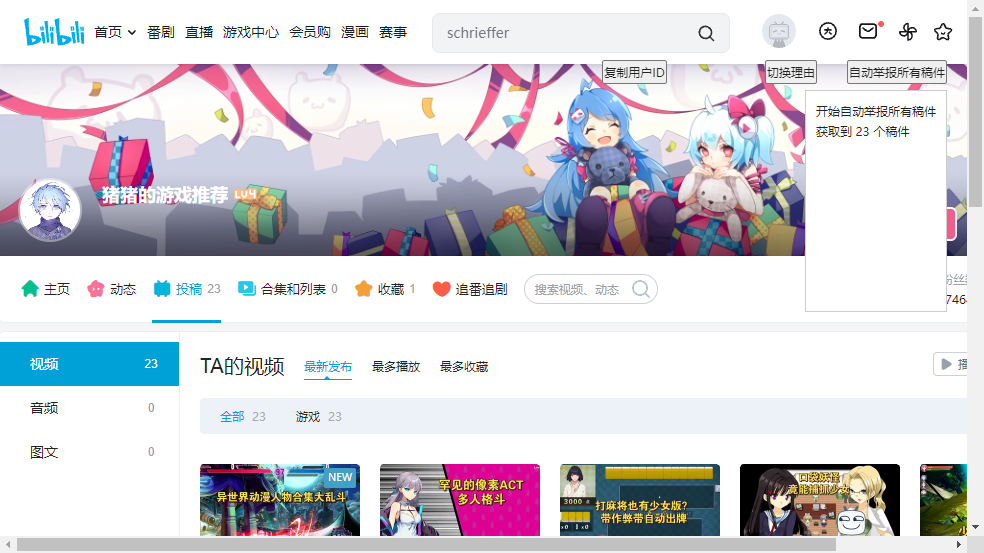 bilibili 首页 番剧 直播 游戏中心 会员购 漫画 赛事 schrieffer
复制用户ID 切换理由 自动举报所有稿件
开始自动举报所有稿件
获取到 23 个稿件
猪猪的游戏推荐 LV4
主页 动态 投稿 23 合集和列表 0 收藏 1 追番追剧 搜索视频、动态
粉丝
746
视频 23
音频 0
图文 0
TA的视频 最新发布 最多播放 最多收藏 播
全部 23 游戏 23
NEW
异世界动漫人物合集大乱斗
罕见的像素ACT
多人格斗
3000
打麻将也有少女版?
带作弊带自动出牌
x0 x0
口袋妖怪
竟能捕抓少女